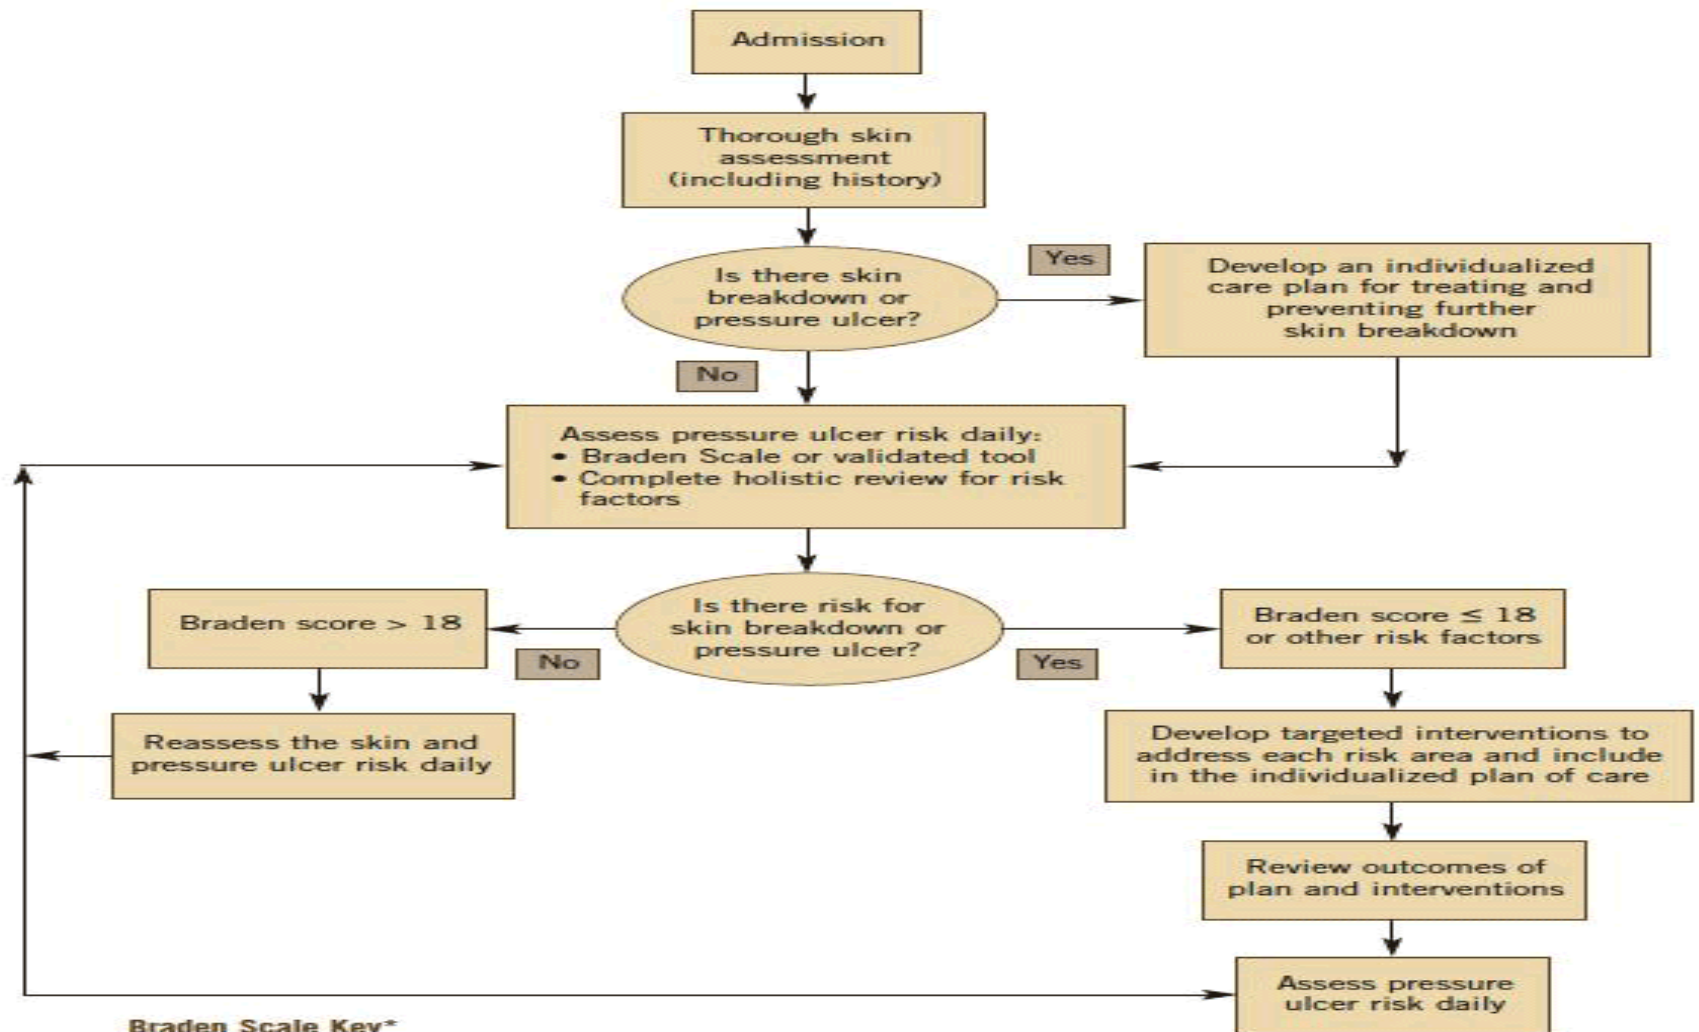 Admission
Thorough skin
assessment
(including history)
Is there skin
breakdown or
pressure ulcer?
Yes
Develop an individualized
care plan for treating and
preventing further
skin breakdown
No
Assess pressure ulcer risk daily:
• Braden Scale or validated tool
• Complete holistic review for risk
factors
Is there risk for
skin breakdown or
pressure ulcer?
No
Yes
Braden score > 18
Reassess the skin and
pressure ulcer risk daily
Braden score ≤ 18
or other risk factors
Develop targeted interventions to
address each risk area and include
in the individualized plan of care
Review outcomes of
plan and interventions
Assess pressure
ulcer risk daily
Braden Scale Key*